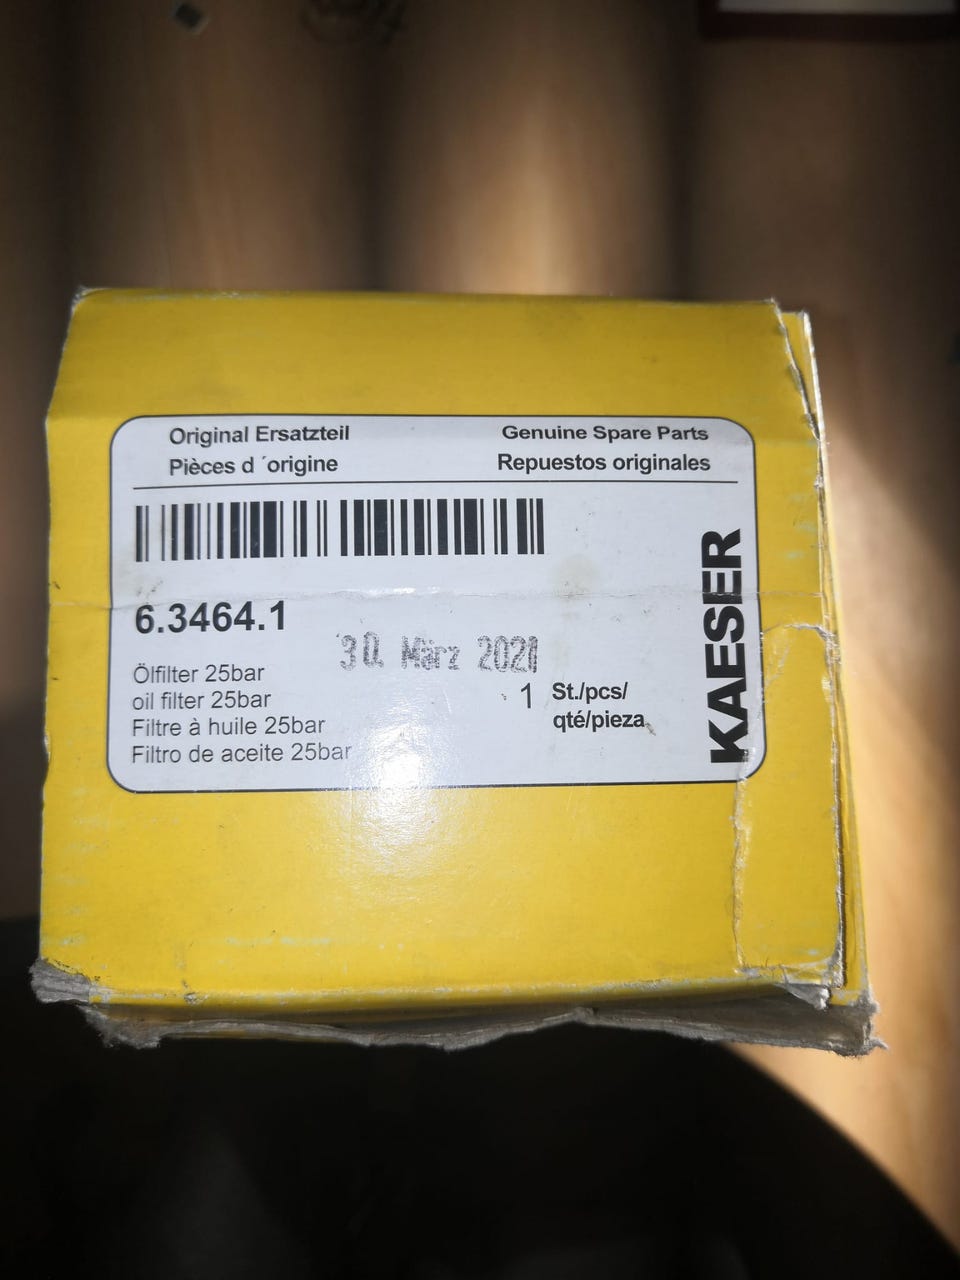 Original Ersatzteil
Genuine Spare Parts
Pièces d ´origine
Repuestos originales
6.3464.1
30. März 2021
Ölfilter 25bar
oil filter 25bar
Filtre à huile 25bar
Filtro de aceite 25bar
1 St./pcs/
qté/pieza
KAESER